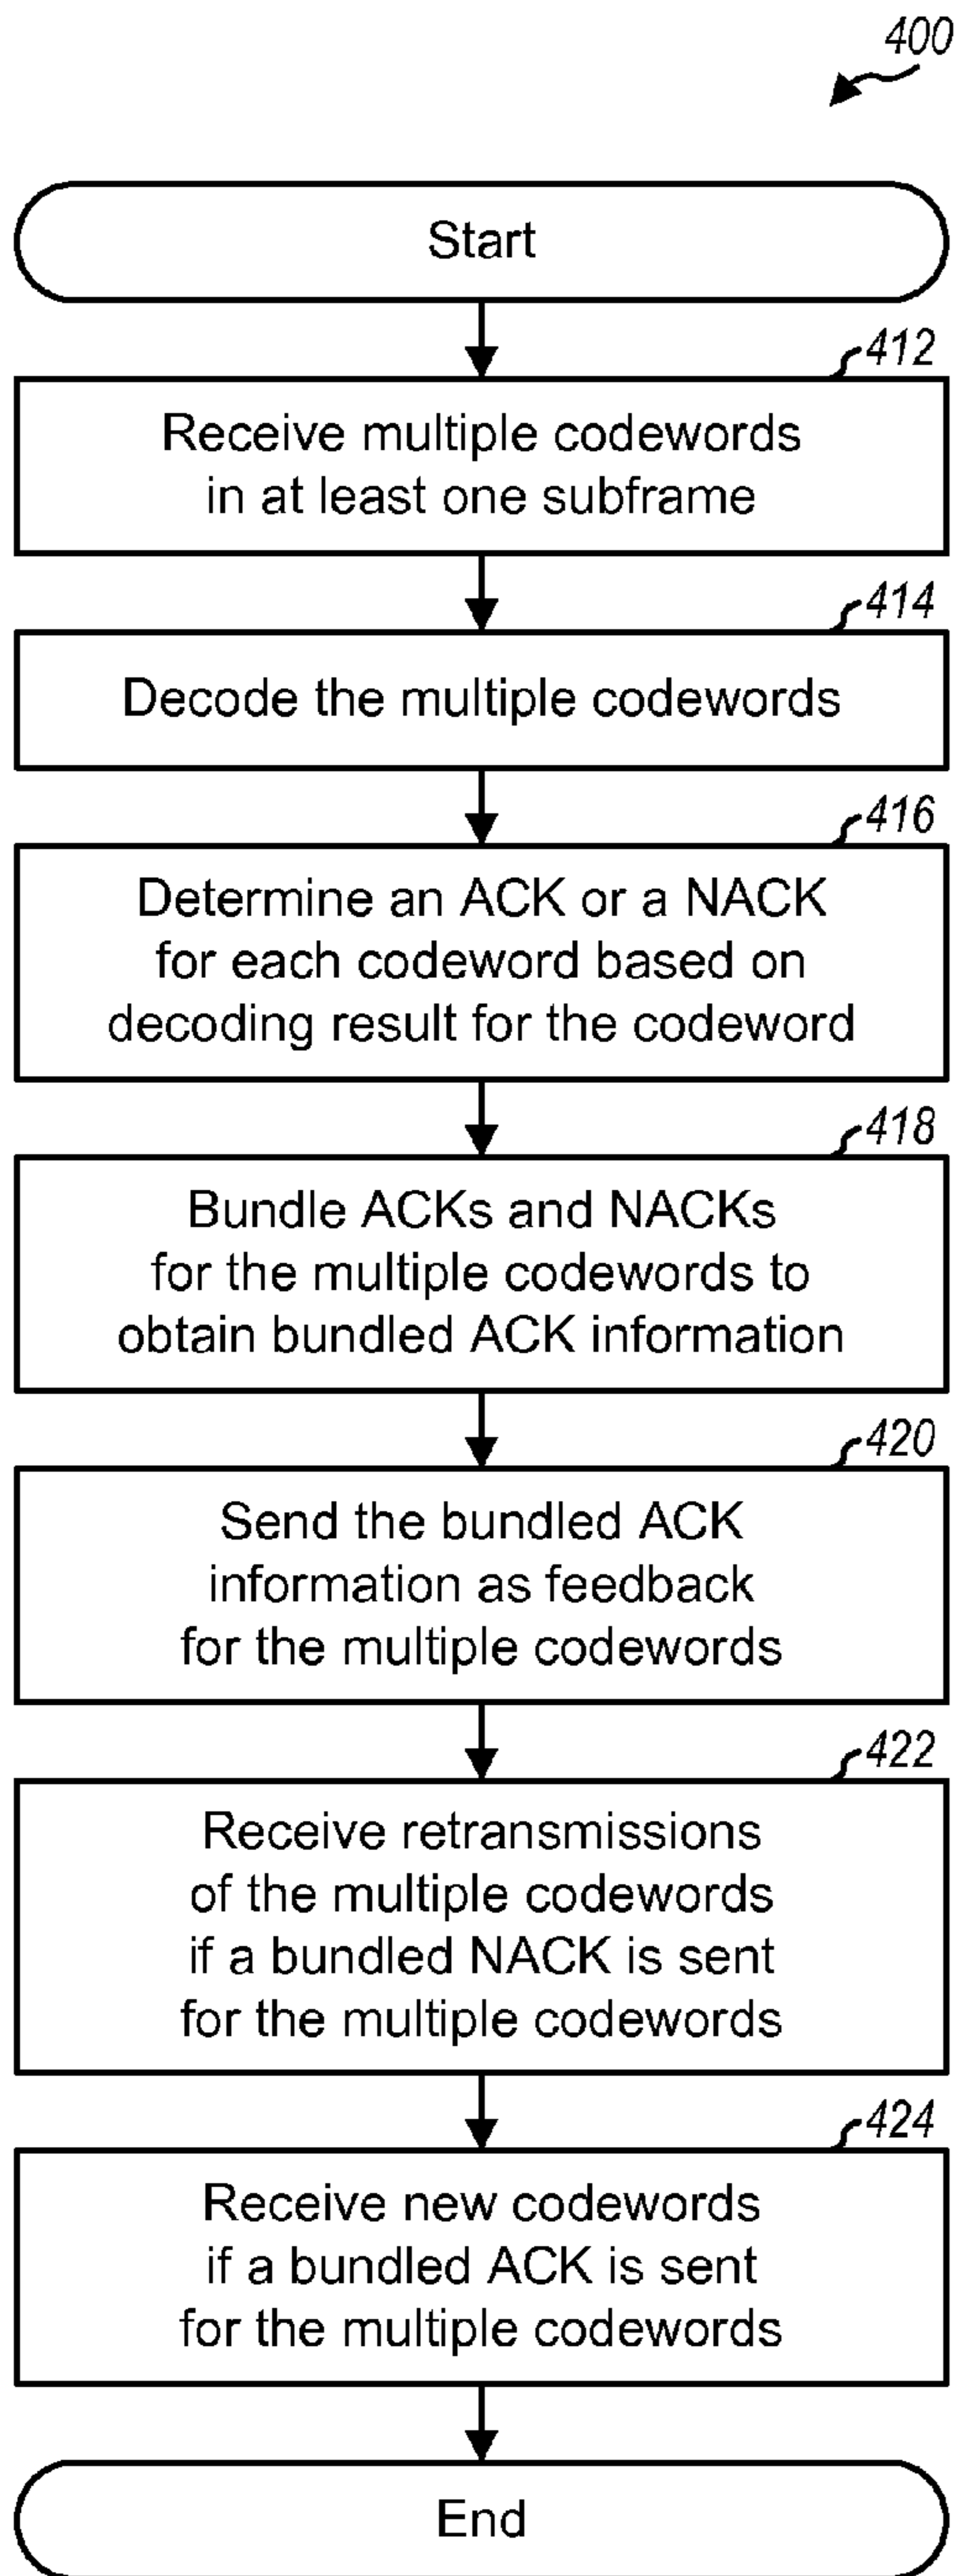 400
Start
412
Receive multiple codewords
in at least one subframe
414
Decode the multiple codewords
416
Determine an ACK or a NACK
for each codeword based on
decoding result for the codeword
418
Bundle ACKs and NACKs
for the multiple codewords to
obtain bundled ACK information
420
Send the bundled ACK
information as feedback
for the multiple codewords
422
Receive retransmissions
of the multiple codewords
if a bundled NACK is sent
for the multiple codewords
424
Receive new codewords
if a bundled ACK is sent
for the multiple codewords
End